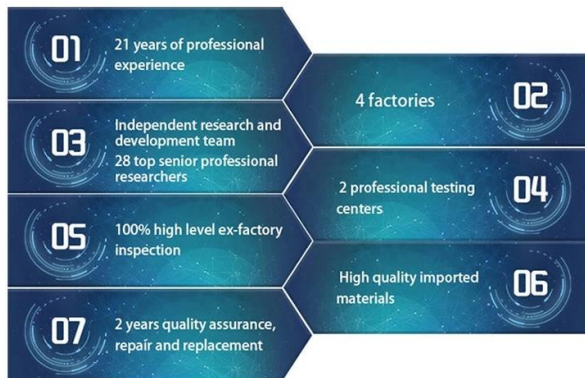 01
21 years of professional
experience
02
4 factories
03
Independent research and
development team
28 top senior professional
researchers
04
2 professional testing
centers
05
100% high level ex-factory
inspection
06
High quality imported
materials
07
2 years quality assurance,
repair and replacement